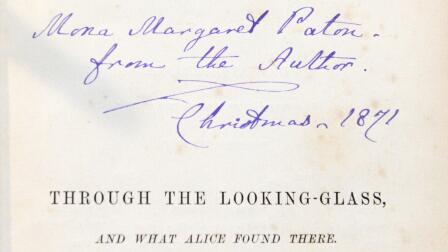 Mona Margaret Paton.
from the Author.
Christmas. 1871
THROUGH THE LOOKING-GLASS,
AND WHAT ALICE FOUND THERE.